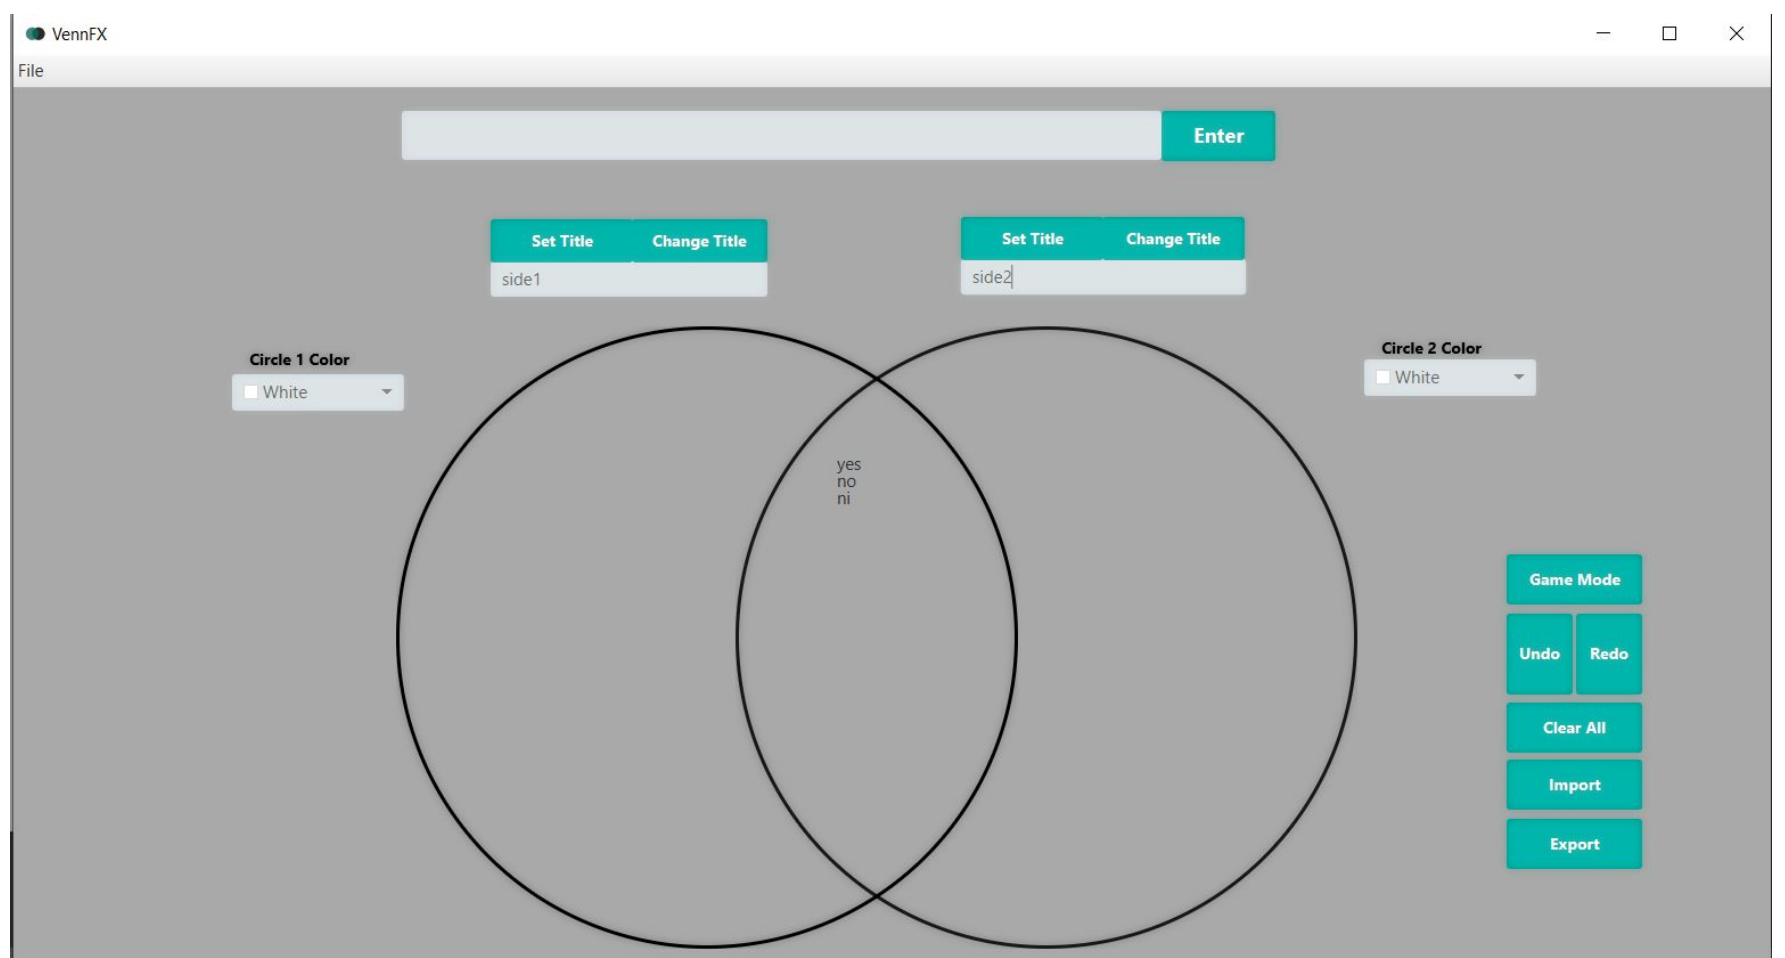 VennFX
File
Enter
Set Title Change Title
side1
Set Title Change Title
side2
Circle 1 Color
White
Circle 2 Color
White
yes
no
ni
Game Mode
Undo Redo
Clear All
Import
Export